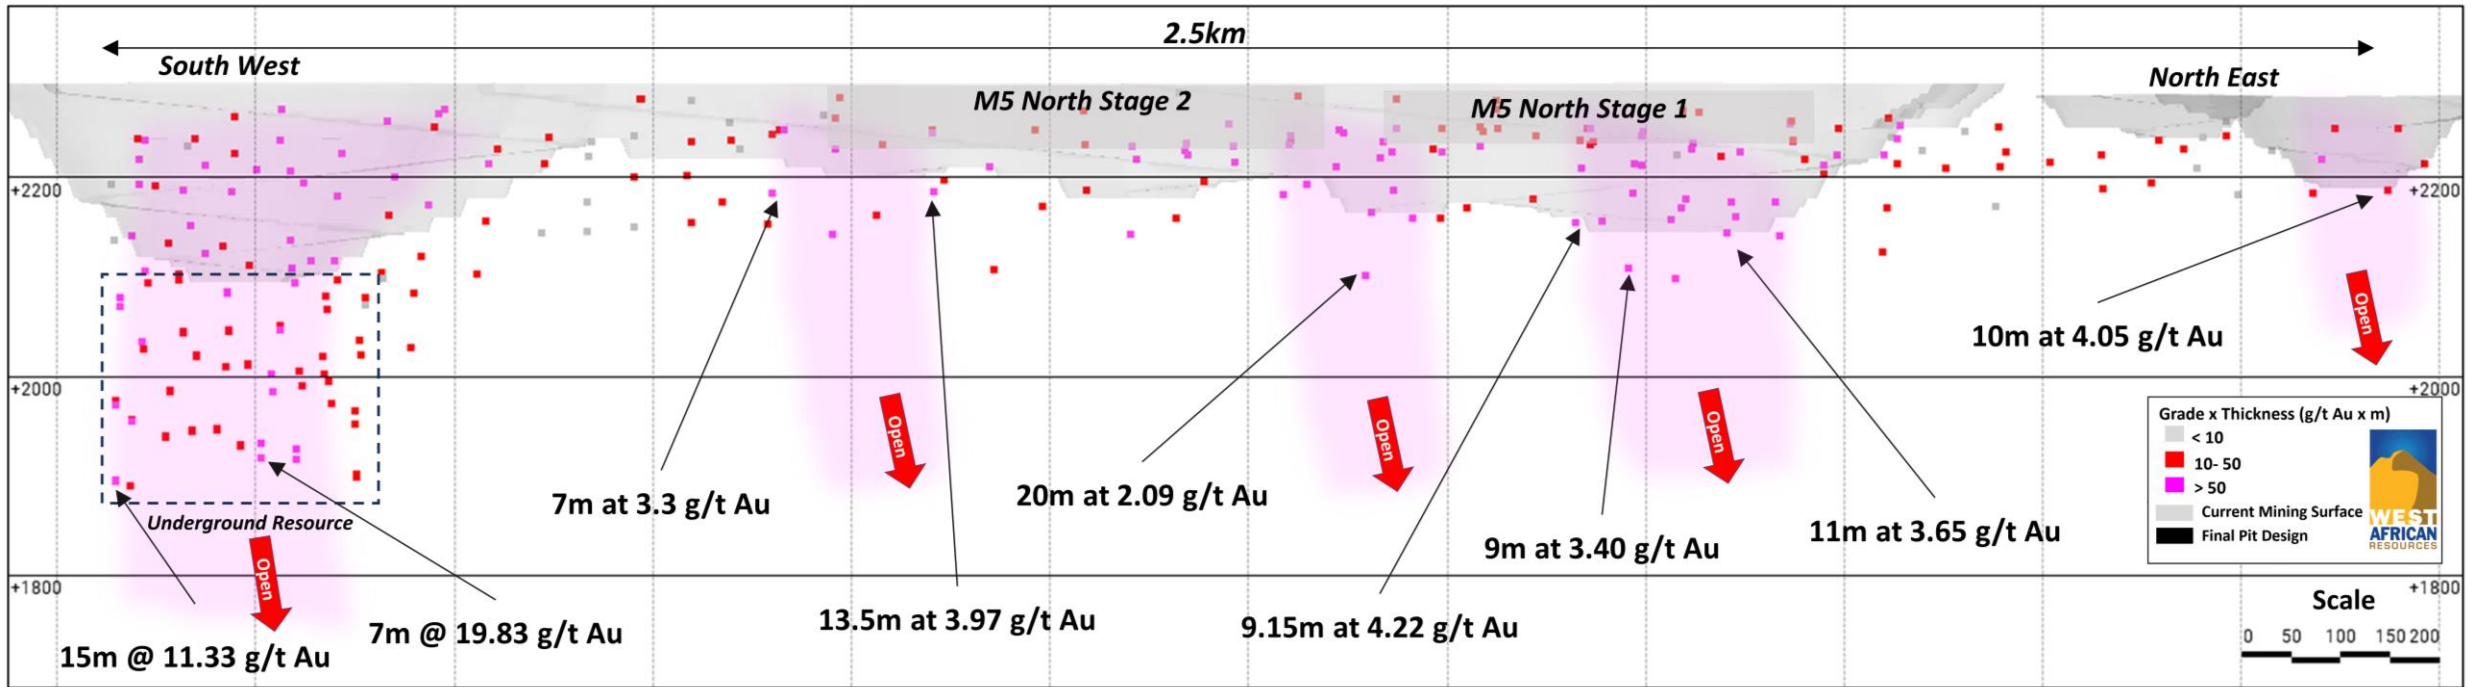 2.5km
South West
North East
M5 North Stage 2
M5 North Stage 1
+2200
+2200
+2000
+2000
+1800
+1800
Underground Resource
Open
Open
Open
Open
Open
15m @ 11.33 g/t Au
7m @ 19.83 g/t Au
7m at 3.3 g/t Au
13.5m at 3.97 g/t Au
20m at 2.09 g/t Au
9.15m at 4.22 g/t Au
9m at 3.40 g/t Au
11m at 3.65 g/t Au
10m at 4.05 g/t Au
Grade x Thickness (g/t Au x m)
< 10
10- 50
> 50
Current Mining Surface
Final Pit Design
WEST
AFRICAN
RESOURCES
Scale
0 50 100 150 200